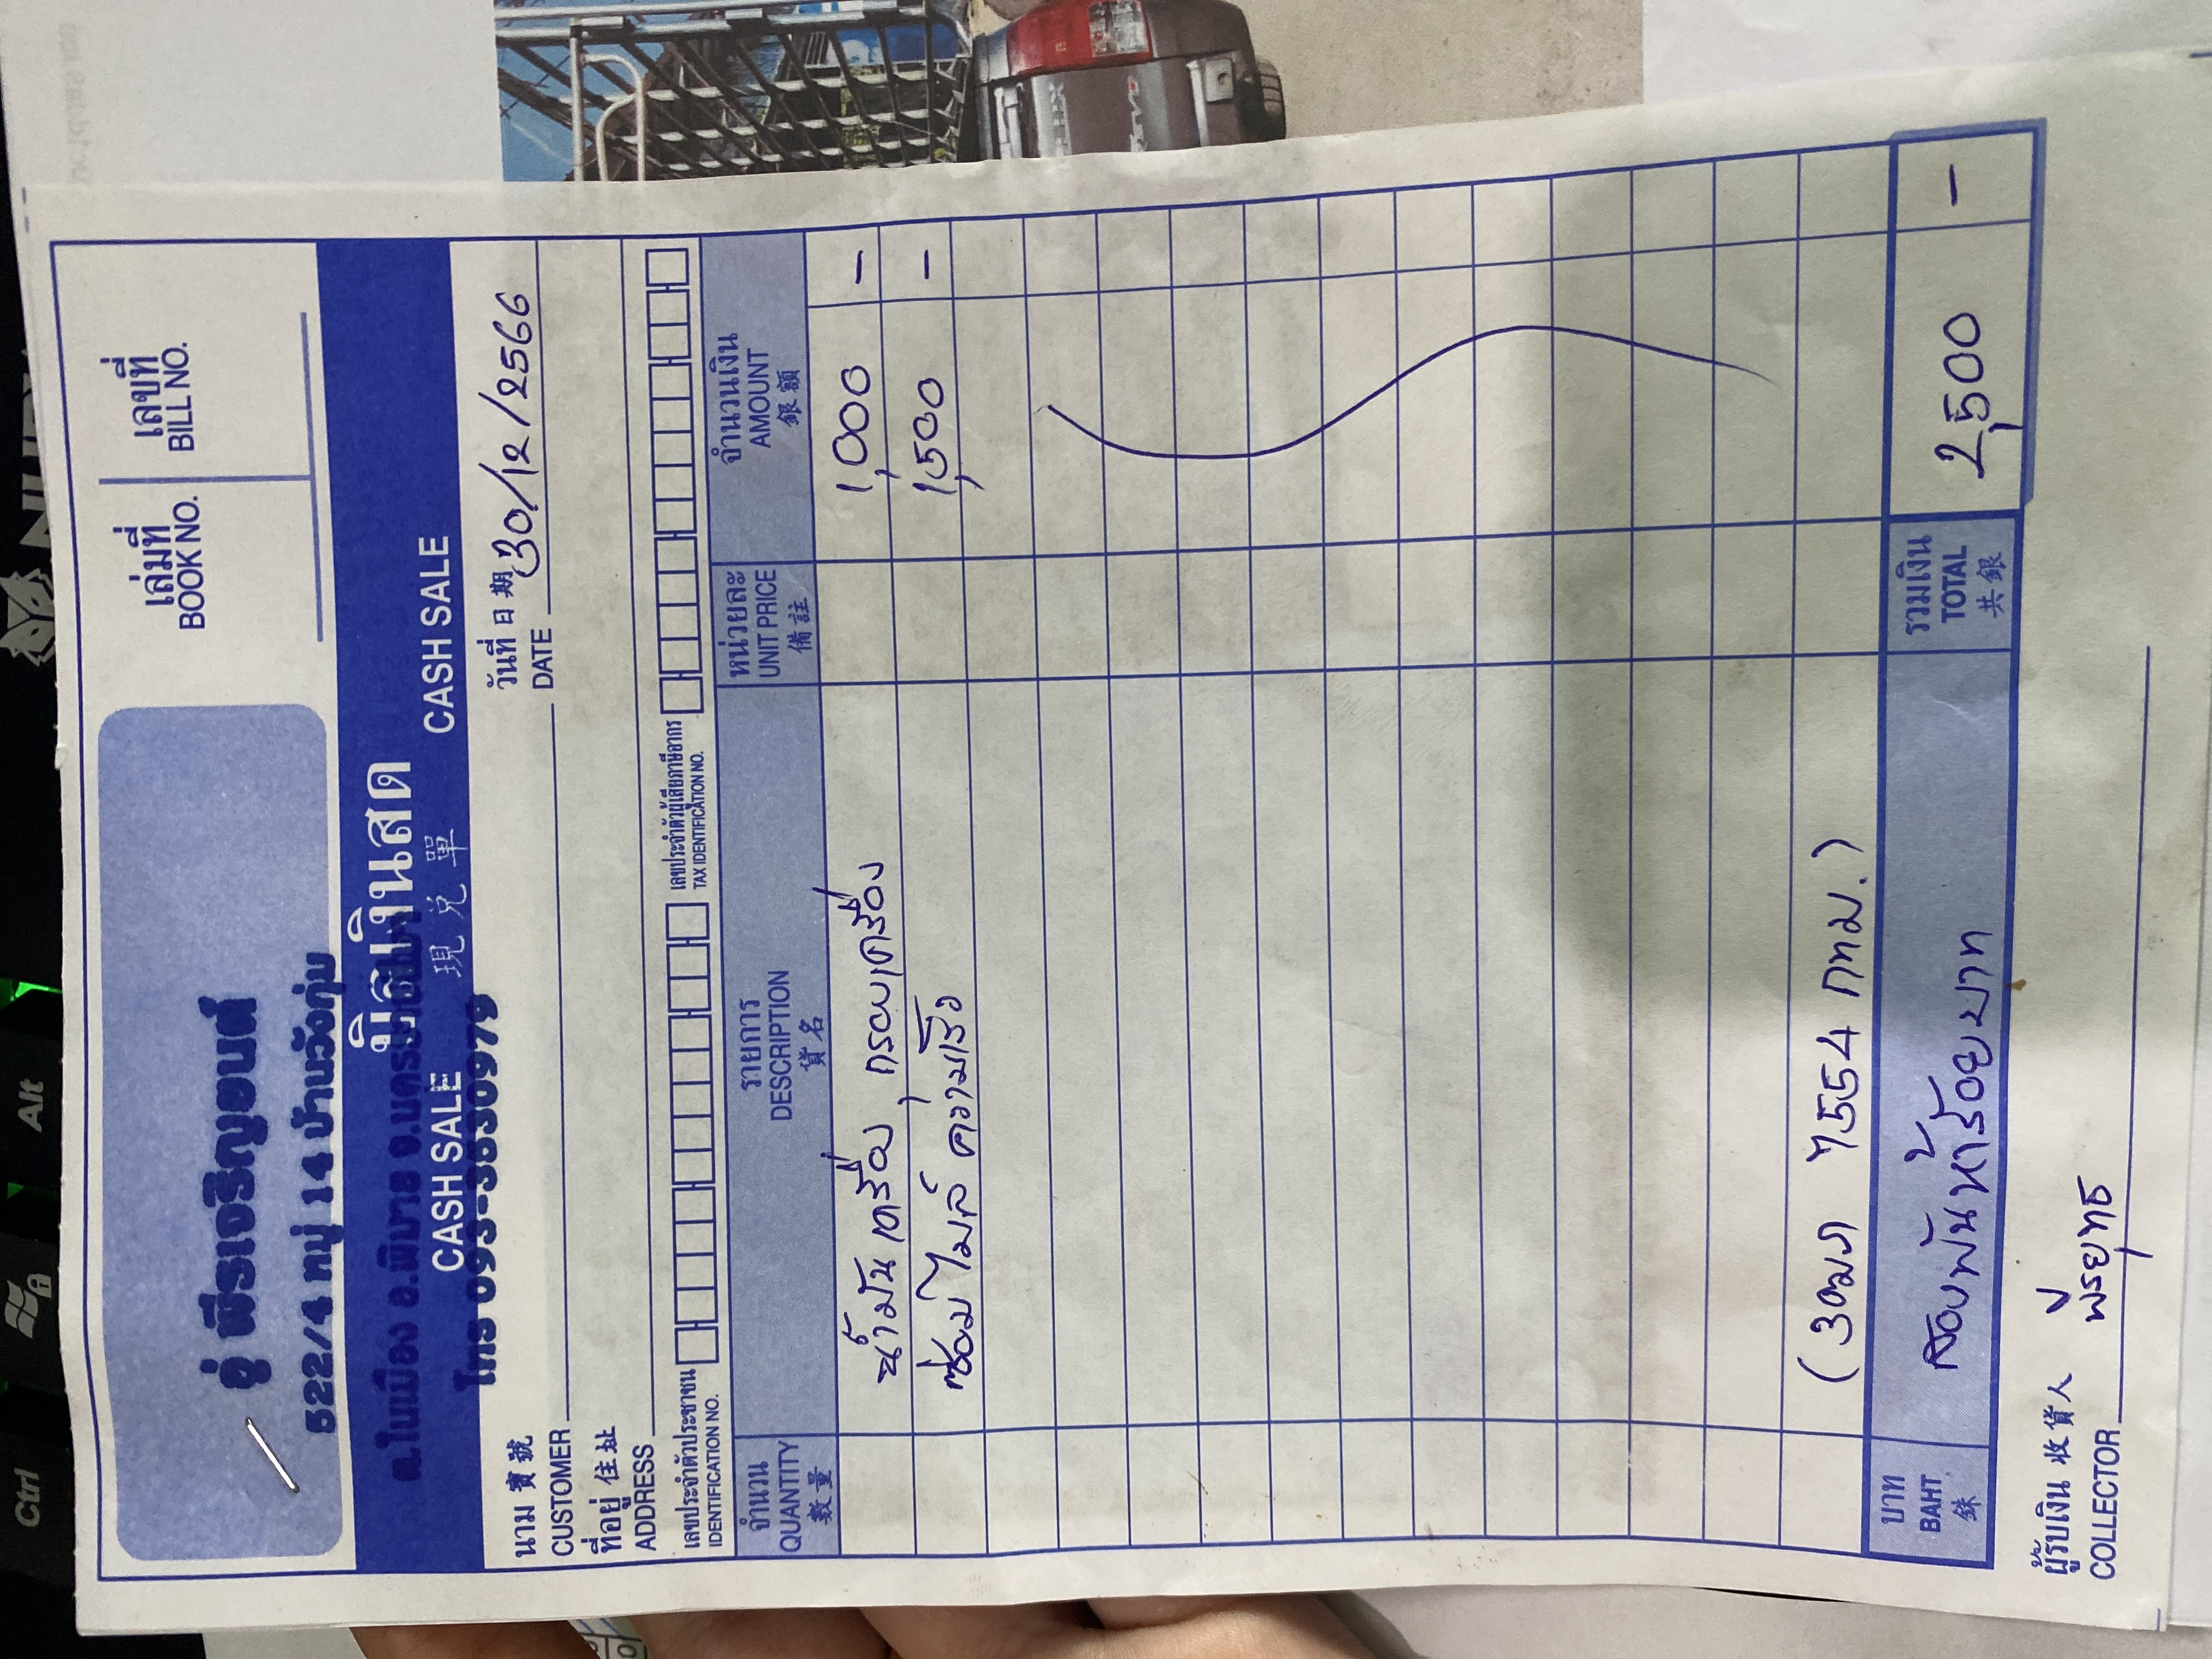 เล่มที่
BOOK NO.
เลขที่
BILL NO.
อู่ พีรเจริญยนต์
522/4 หมู่ 14 บ้านวังกุ่ม
ต.ในเมือง อ.พิมาย จ.นครราชสีมา
โทร 093-3830979
บิลเงินสด
CASH SALE 現兑單 CASH SALE
นาม 寶號
CUSTOMER
วันที่ 日期
DATE 30/12/2566
ที่อยู่ 住址
ADDRESS
เลขประจำตัวประชาชน
IDENTIFICATION NO.
เลขประจำตัวผู้เสียภาษีอากร
TAX IDENTIFICATION NO.
จำนวน รายการ หน่วยละ จำนวนเงิน
QUANTITY DESCRIPTION UNIT PRICE AMOUNT
數量 貨名 備註 銀額
น้ำมันเครื่อง, กรองเครื่อง 1,000 -
ซ่อมไมล์ ความเร็ว 1,500 -
(3ฒภ 7554 กทม.)
บาท
BAHT
銖
สองพันห้าร้อยบาท
รวมเงิน
TOTAL
共銀
2,500 -
ผู้รับเงิน 收貨人
COLLECTOR พีรยุทธ
Ctrl
Alt